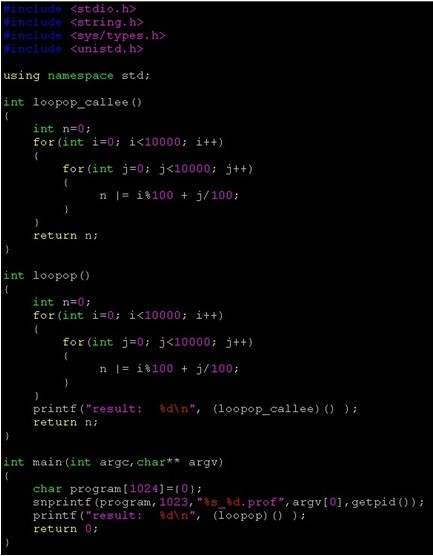 #include <stdio.h>
#include <string.h>
#include <sys/types.h>
#include <unistd.h>
using namespace std;
int loopop_callee()
{
int n=0;
for(int i=0; i<10000; i++)
{
for(int j=0; j<10000; j++)
{
n |= i%100 + j/100;
}
}
return n;
}
int loopop()
{
int n=0;
for(int i=0; i<10000; i++)
{
for(int j=0; j<10000; j++)
{
n |= i%100 + j/100;
}
}
printf("result:  %d\n", (loopop_callee)() );
return n;
}
int main(int argc,char** argv)
{
char program[1024]={0};
snprintf(program,1023,"%s_%d.prof",argv[0],getpid());
printf("result:  %d\n", (loopop)() );
return 0;
}